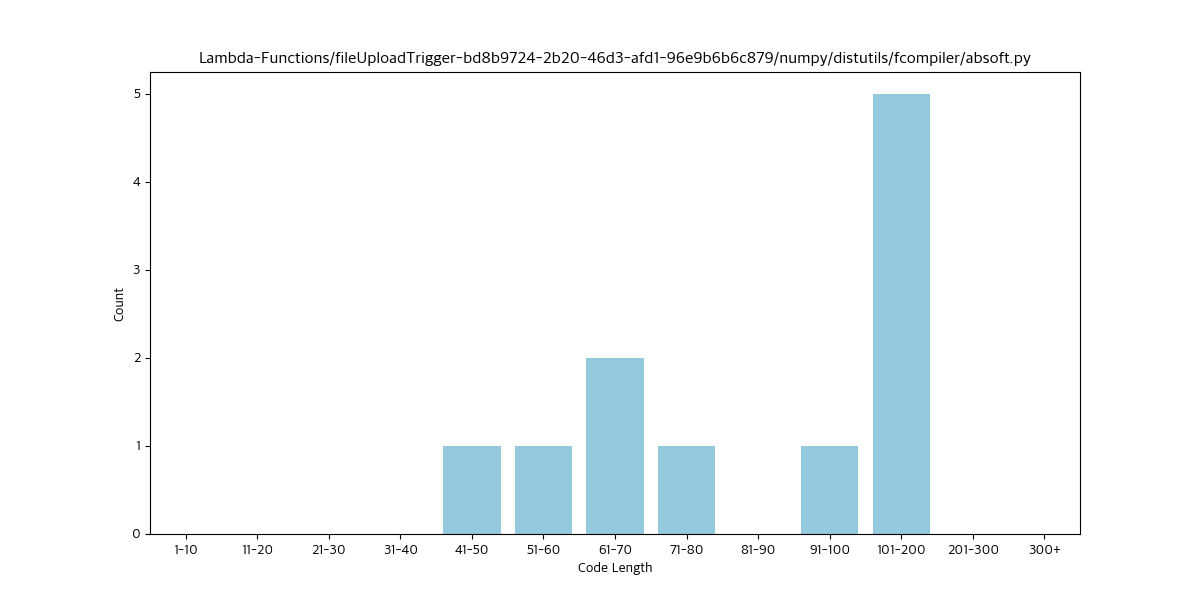 Lambda-Functions/fileUploadTrigger-bd8b9724-2b20-46d3-afd1-96e9b6b6c879/numpy/distutils/fcompiler/absoft.py
5
4
3
2
1
0
Count
1-10 11-20 21-30 31-40 41-50 51-60 61-70 71-80 81-90 91-100 101-200 201-300 300+
Code Length